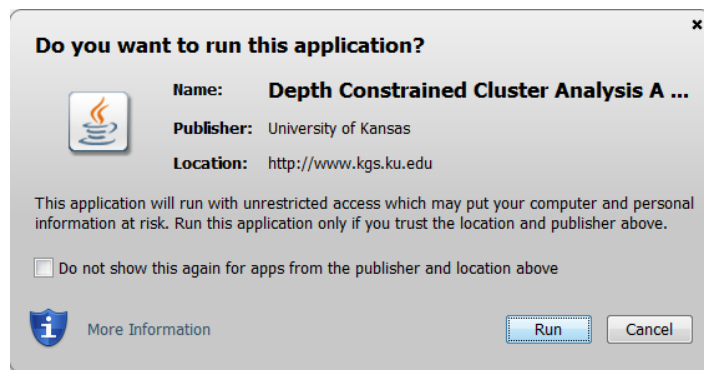 Do you want to run this application?
Name: Depth Constrained Cluster Analysis A ...
Publisher: University of Kansas
Location: http://www.kgs.ku.edu
This application will run with unrestricted access which may put your computer and personal
information at risk. Run this application only if you trust the location and publisher above.
Do not show this again for apps from the publisher and location above
More Information
Run
Cancel